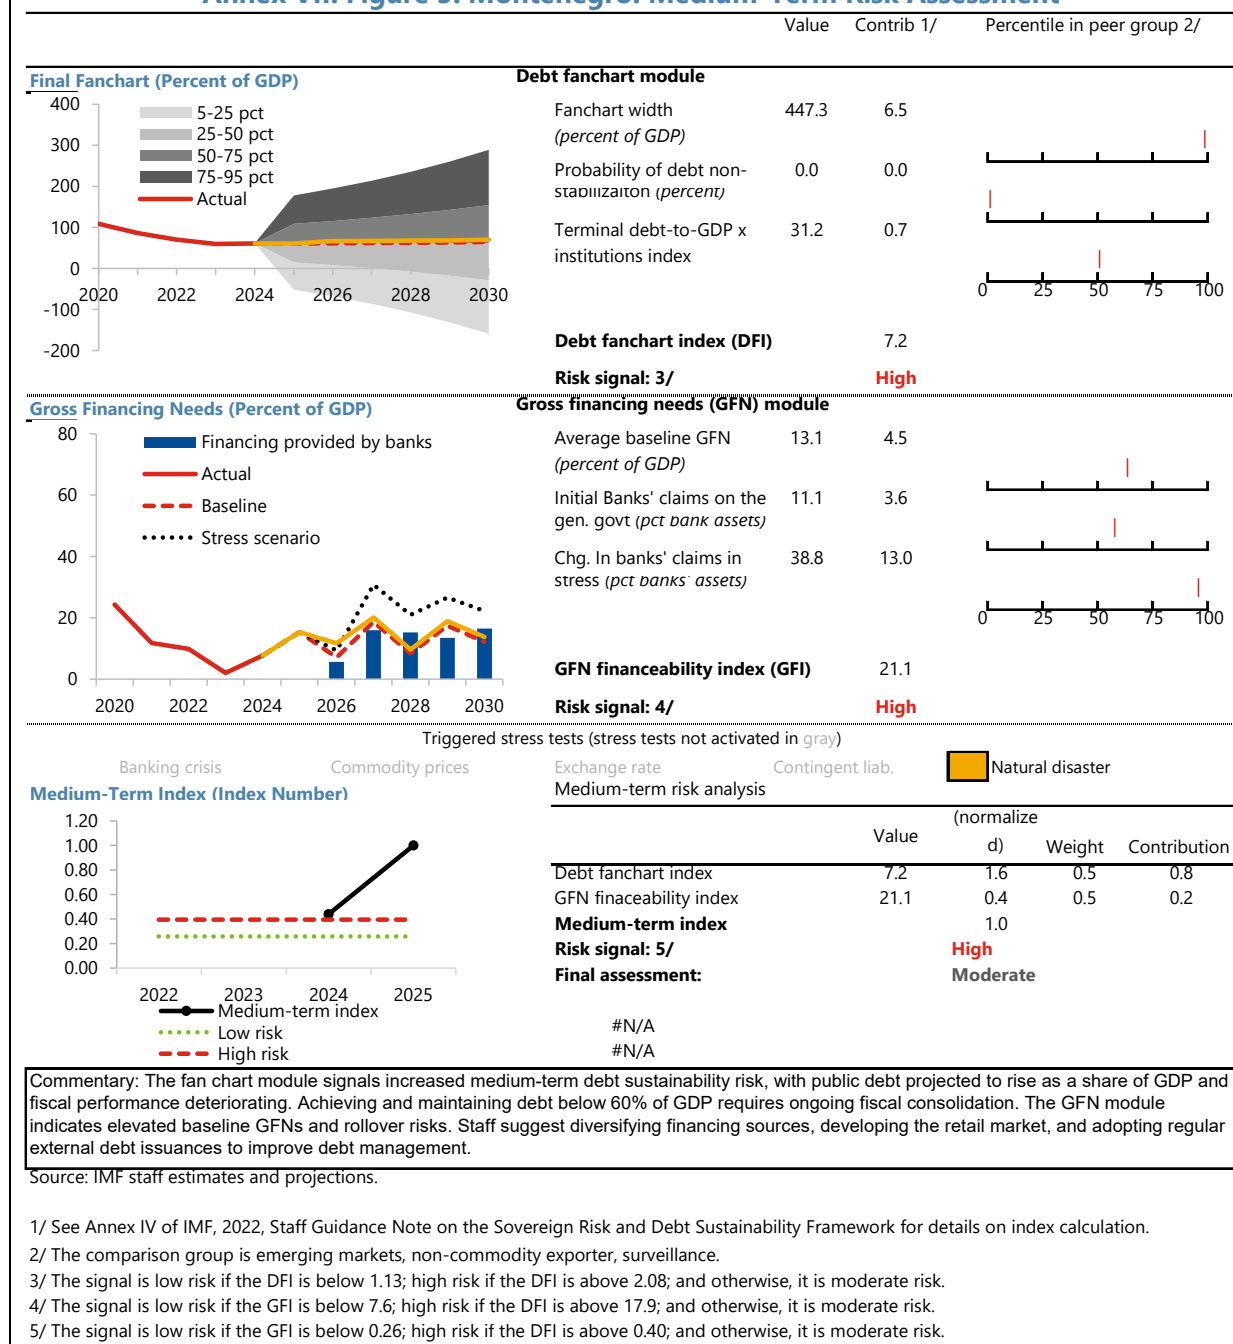 Annex VII. Figure 5. Montenegro: Medium-Term Risk Assessment
Value Contrib 1/ Percentile in peer group 2/
Final Fanchart (Percent of GDP)
400
300
200
100
0
-100
-200
2020 2022 2024 2026 2028 2030
5-25 pct
25-50 pct
50-75 pct
75-95 pct
Actual
Debt fanchart module
Fanchart width 447.3 6.5
(percent of GDP)
Probability of debt non- 0.0 0.0
stabilizaiton (percent)
Terminal debt-to-GDP x 31.2 0.7
institutions index
0 25 50 75 100
Debt fanchart index (DFI) 7.2
Risk signal: 3/ High
Gross Financing Needs (Percent of GDP)
80
60
40
20
0
2020 2022 2024 2026 2028 2030
Financing provided by banks
Actual
Baseline
Stress scenario
Gross financing needs (GFN) module
Average baseline GFN 13.1 4.5
(percent of GDP)
Initial Banks' claims on the 11.1 3.6
gen. govt (pct bank assets)
Chg. In banks' claims in 38.8 13.0
stress (pct banks' assets)
0 25 50 75 100
GFN financeability index (GFI) 21.1
Risk signal: 4/ High
Triggered stress tests (stress tests not activated in gray)
Banking crisis Commodity prices Exchange rate Contingent liab. Natural disaster
Medium-Term Index (Index Number)
1.20
1.00
0.80
0.60
0.40
0.20
0.00
2022 2023 2024 2025
Medium-term index
Low risk
High risk
Medium-term risk analysis
Value (normalize
d) Weight Contribution
Debt fanchart index 7.2 1.6 0.5 0.8
GFN finaceability index 21.1 0.4 0.5 0.2
Medium-term index 1.0
Risk signal: 5/ High
Final assessment: Moderate
#N/A
#N/A
Commentary: The fan chart module signals increased medium-term debt sustainability risk, with public debt projected to rise as a share of GDP and
fiscal performance deteriorating. Achieving and maintaining debt below 60% of GDP requires ongoing fiscal consolidation. The GFN module
indicates elevated baseline GFNs and rollover risks. Staff suggest diversifying financing sources, developing the retail market, and adopting regular
external debt issuances to improve debt management.
Source: IMF staff estimates and projections.
1/ See Annex IV of IMF, 2022, Staff Guidance Note on the Sovereign Risk and Debt Sustainability Framework for details on index calculation.
2/ The comparison group is emerging markets, non-commodity exporter, surveillance.
3/ The signal is low risk if the DFI is below 1.13; high risk if the DFI is above 2.08; and otherwise, it is moderate risk.
4/ The signal is low risk if the GFI is below 7.6; high risk if the DFI is above 17.9; and otherwise, it is moderate risk.
5/ The signal is low risk if the GFI is below 0.26; high risk if the DFI is above 0.40; and otherwise, it is moderate risk.